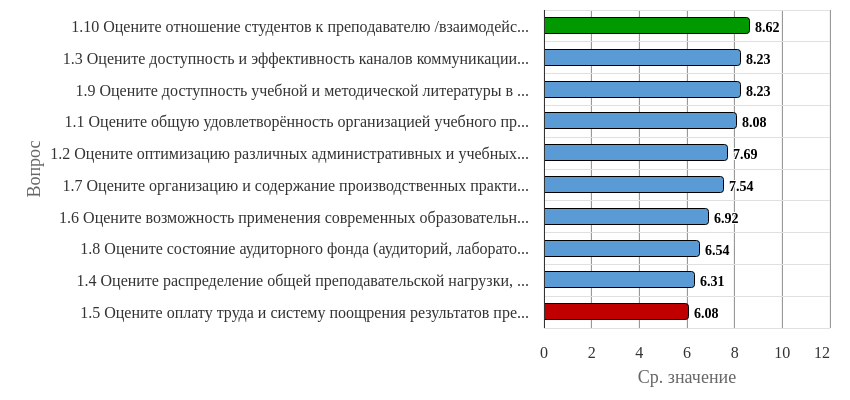 1.10 Оцените отношение студентов к преподавателю /взаимодейс... 8.62
1.3 Оцените доступность и эффективность каналов коммуникации... 8.23
1.9 Оцените доступность учебной и методической литературы в ... 8.23
1.1 Оцените общую удовлетворённость организацией учебного пр... 8.08
1.2 Оцените оптимизацию различных административных и учебных... 7.69
1.7 Оцените организацию и содержание производственных практи... 7.54
1.6 Оцените возможность применения современных образовательн... 6.92
1.8 Оцените состояние аудиторного фонда (аудиторий, лаборато... 6.54
1.4 Оцените распределение общей преподавательской нагрузки, ... 6.31
1.5 Оцените оплату труда и систему поощрения результатов пре... 6.08
Вопрос
0 2 4 6 8 10 12
Ср. значение